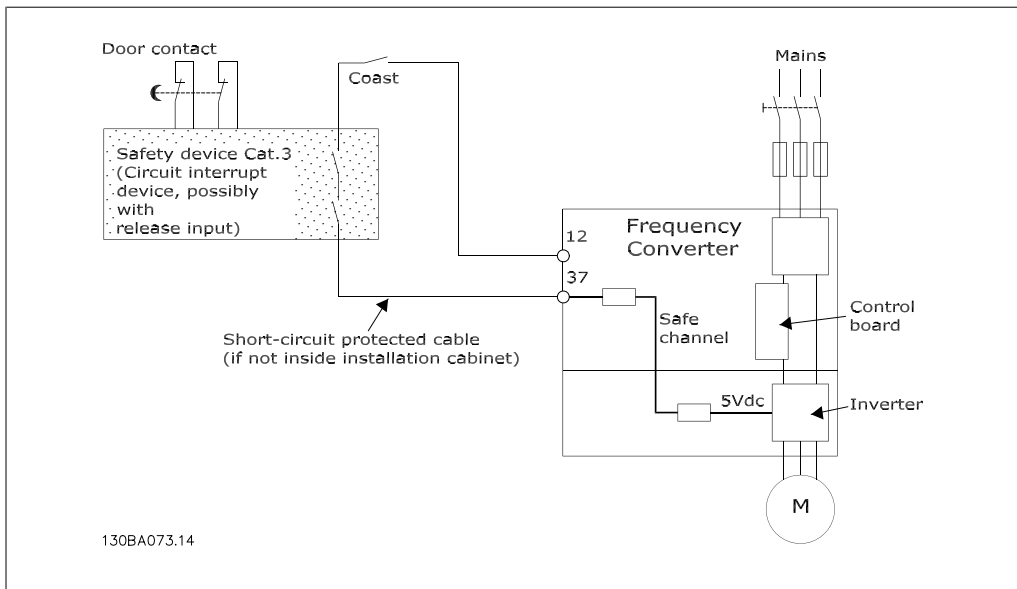 Door contact
Coast
Mains
Safety device Cat.3
(Circuit interrupt
device, possibly
with
release input)
Frequency
Converter
12
37
Safe
channel
Control
board
Short-circuit protected cable
(if not inside installation cabinet)
5Vdc
Inverter
M
130BA073.14